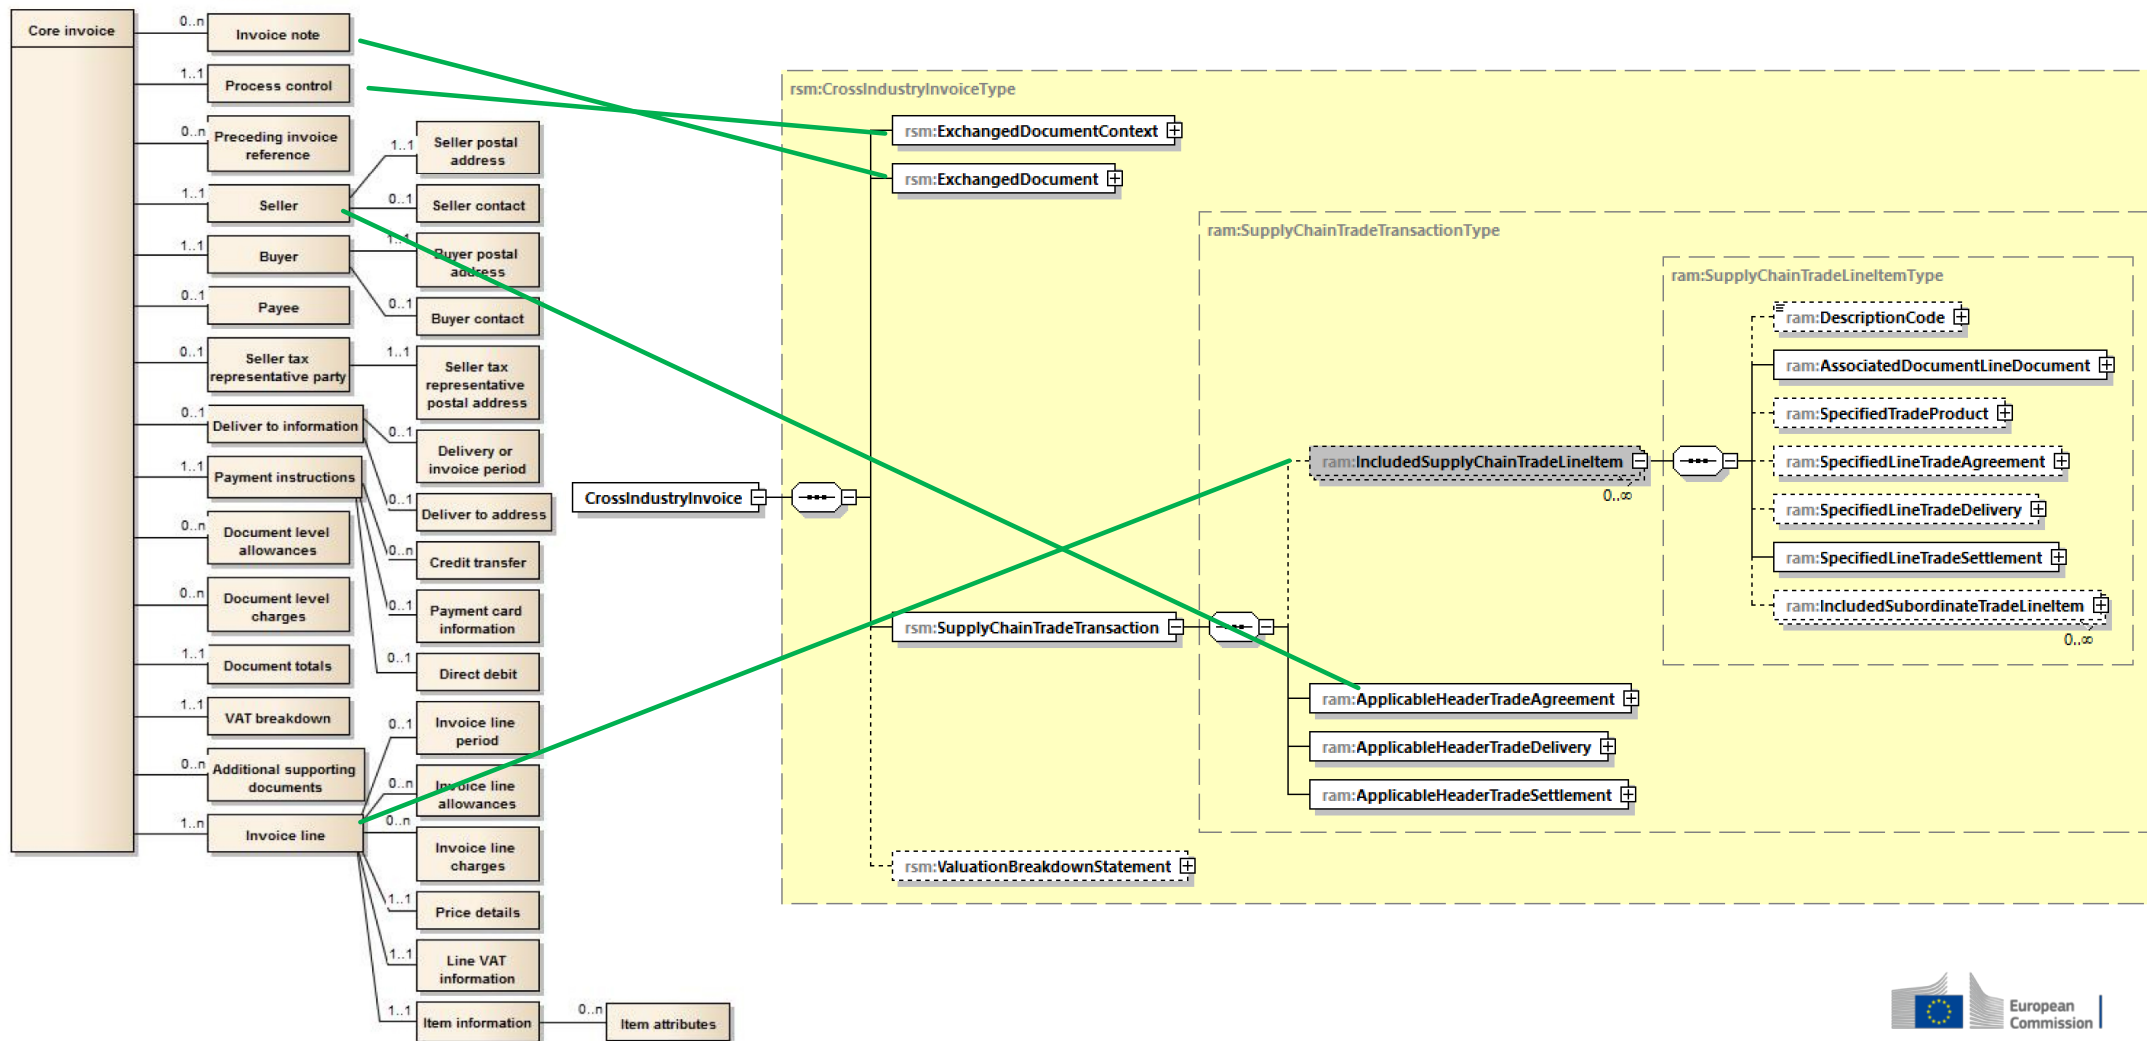 Core invoice
0..n
Invoice note
1..1
Process control
0..n
Preceding invoice
reference
1..1
Seller
1..1
Seller postal
address
0..1
Seller contact
1..1
Buyer
1..1
Buyer postal
address
0..1
Buyer contact
0..1
Payee
0..1
Seller tax
representative party
1..1
Seller tax
representative
postal address
0..1
Deliver to information
0..1
Delivery or
invoice period
0..1
Deliver to address
1..1
Payment instructions
0..n
Credit transfer
0..1
Payment card
information
0..1
Direct debit
0..n
Document level
allowances
0..n
Document level
charges
1..1
Document totals
1..1
VAT breakdown
0..n
Additional supporting
documents
1..n
Invoice line
0..1
Invoice line
period
0..n
Invoice line
allowances
0..n
Invoice line
charges
1..1
Price details
1..1
Line VAT
information
1..1
Item information
0..n
Item attributes
CrossIndustryInvoice
rsm:CrossIndustryInvoiceType
rsm:ExchangedDocumentContext
rsm:ExchangedDocument
rsm:SupplyChainTradeTransaction
rsm:ValuationBreakdownStatement
ram:SupplyChainTradeTransactionType
ram:IncludedSupplyChainTradeLineItem
0..∞
ram:ApplicableHeaderTradeAgreement
ram:ApplicableHeaderTradeDelivery
ram:ApplicableHeaderTradeSettlement
ram:SupplyChainTradeLineItemType
ram:DescriptionCode
ram:AssociatedDocumentLineDocument
ram:SpecifiedTradeProduct
ram:SpecifiedLineTradeAgreement
ram:SpecifiedLineTradeDelivery
ram:SpecifiedLineTradeSettlement
ram:IncludedSubordinateTradeLineItem
0..∞
European
Commission